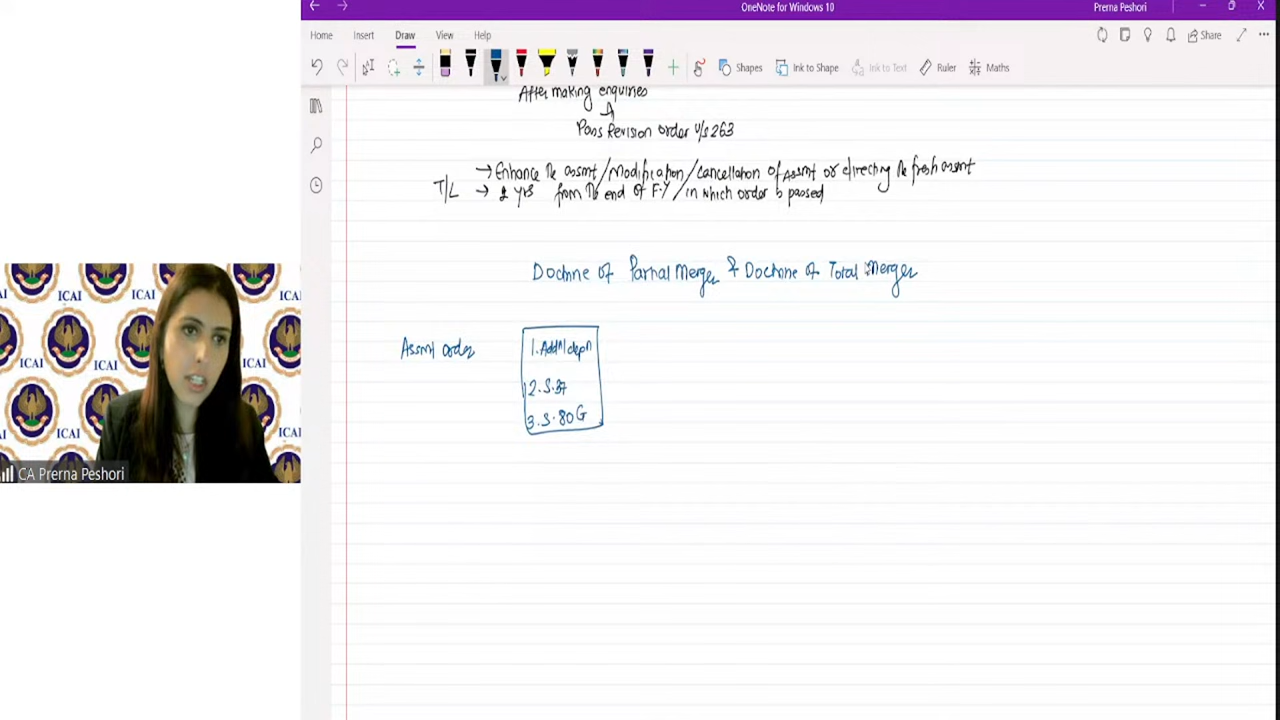 OneNote for Windows 10
Prerna Peshori
Home Insert Draw View Help
Share
Shapes Ink to Shape Ink to Text Ruler Maths
After making enquiries
Pass Revision order u/s 263
→ Enhance the assmt/Modification/Cancellation of Assmt or directing the fresh assmt
T/L → 2 yrs from the end of F.Y/in which order is passed
Doctrine of Partial Merger & Doctrine of Total Merger
Assmt order
1. Addnl depn
2. S.37
3. S.80G
ICAI
ICAI
CA Prerna Peshori